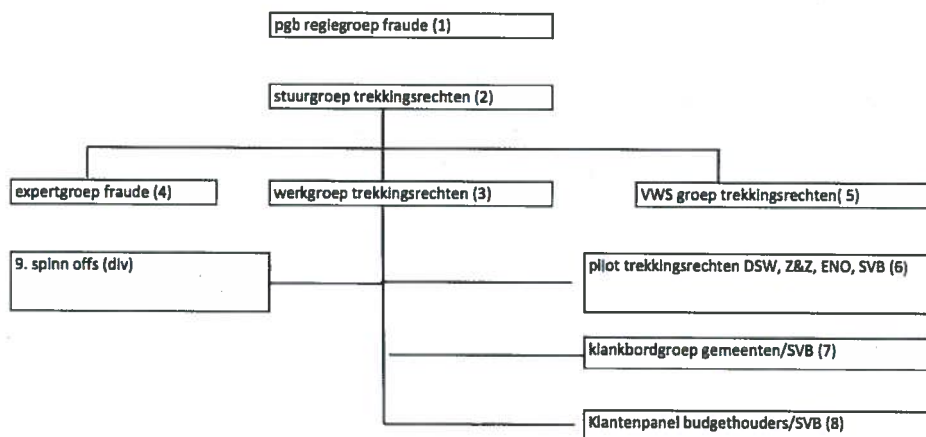 pgb regiegroep fraude (1)
stuurgroep trekkingsrechten (2)
expertgroep fraude (4)
werkgroep trekkingsrechten (3)
VWS groep trekkingsrechten( 5)
9. spinn offs (div)
pilot trekkingsrechten DSW, Z&Z, ENO, SVB (6)
klankbordgroep gemeenten/SVB (7)
Klantenpanel budgethouders/SVB (8)